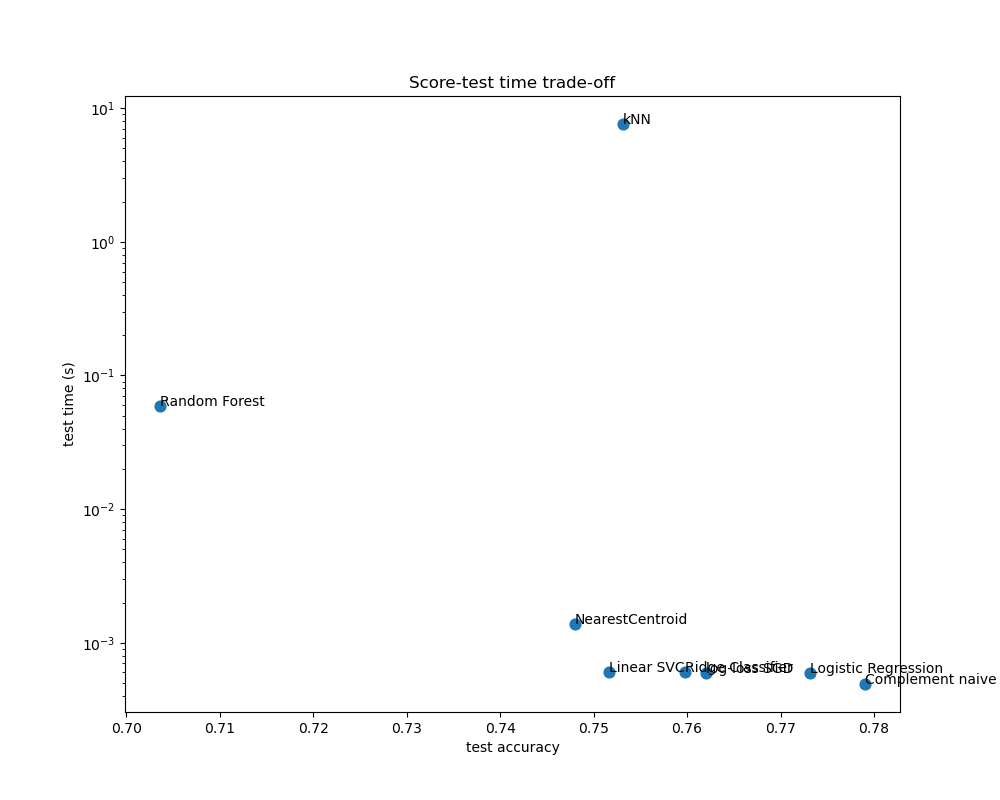 Score-test time trade-off
10¹
10⁰
10⁻¹
10⁻²
10⁻³
test time (s)
kNN
Random Forest
NearestCentroid
Linear SVC
Ridge Classifier
log-loss SGD
Logistic Regression
Complement naive
0.70 0.71 0.72 0.73 0.74 0.75 0.76 0.77 0.78
test accuracy